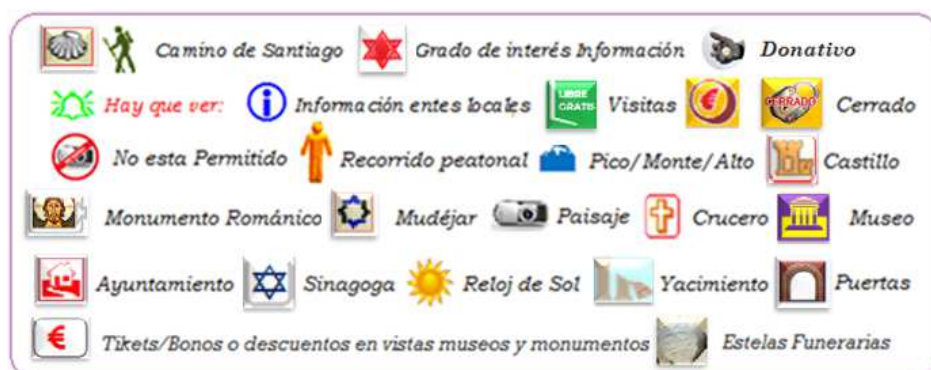 Camino de Santiago Grado de interés Información Donativo
Hay que ver: Información entes locales LIBRE GRATIS Visitas € CERRADO Cerrado
No esta Permitido Recorrido peatonal Pico/Monte/Alto Castillo
Monumento Románico Mudéjar Paisaje Crucero Museo
Ayuntamiento Sinagoga Reloj de Sol Yacimiento Puertas
€ Tikets/Bonos o descuentos en vistas museos y monumentos Estelas Funerarias